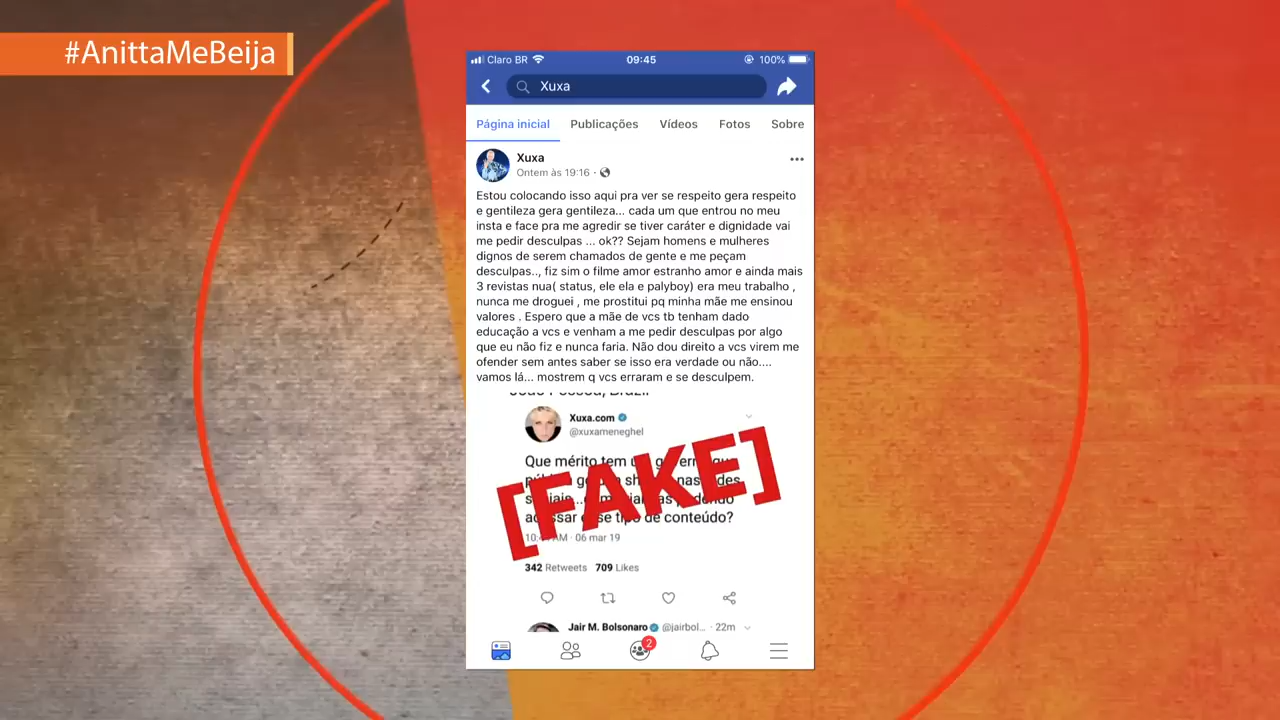 #AnittaMeBeija
Claro BR
09:45
100%
Xuxa
Página inicial
Publicações
Vídeos
Fotos
Sobre
Xuxa
Ontem às 19:16 ·
Estou colocando isso aqui pra ver se respeito gera respeito
e gentileza gera gentileza... cada um que entrou no meu
insta e face pra me agredir se tiver caráter e dignidade vai
me pedir desculpas ... ok?? Sejam homens e mulheres
dignos de serem chamados de gente e me peçam
desculpas.., fiz sim o filme amor estranho amor e ainda mais
3 revistas nua( status, ele ela e palyboy) era meu trabalho ,
nunca me droguei , me prostitui pq minha mãe me ensinou
valores . Espero que a mãe de vcs tb tenham dado
educação a vcs e venham a me pedir desculpas por algo
que eu não fiz e nunca faria. Não dou direito a vcs virem me
ofender sem antes saber se isso era verdade ou não....
vamos lá... mostrem q vcs erraram e se desculpem.
Xuxa.com
@xuxameneghel
Que mérito tem
de conteúdo?
[FAKE]
AM · 06 mar 19
342 Retweets 709 Likes
Jair M. Bolsonaro @jairbol... · 22m
2